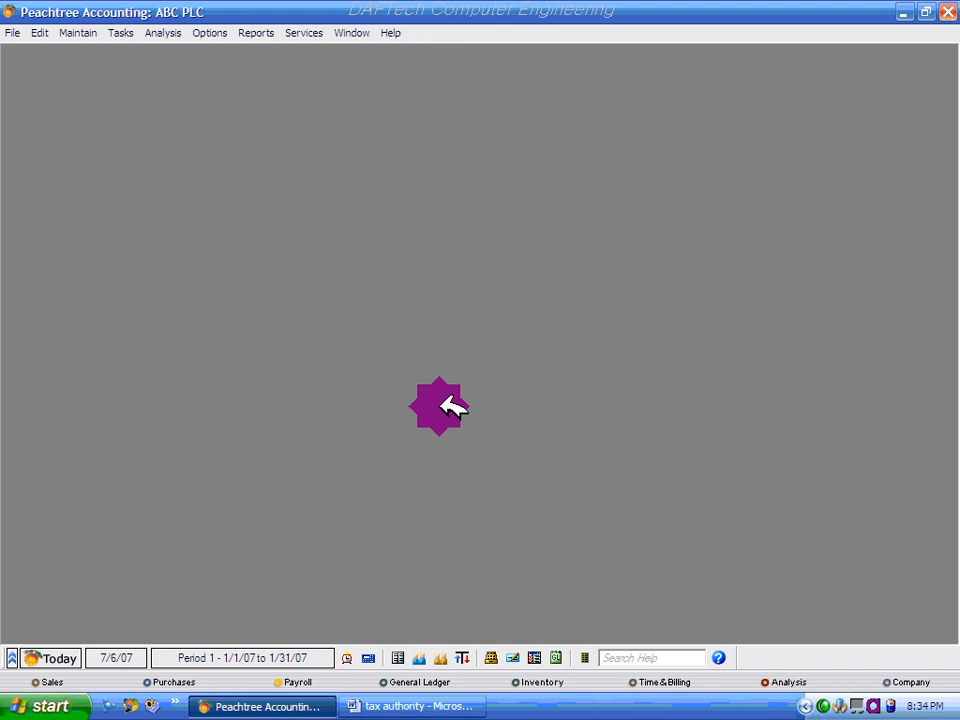 DAFTech Computer Engineering
Peachtree Accounting: ABC PLC
File Edit Maintain Tasks Analysis Options Reports Services Window Help
Today 7/6/07 Period 1 - 1/1/07 to 1/31/07 Search Help
Sales Purchases Payroll General Ledger Inventory Time & Billing Analysis Company
start Peachtree Accountin... tax authority - Micros... 8:34 PM